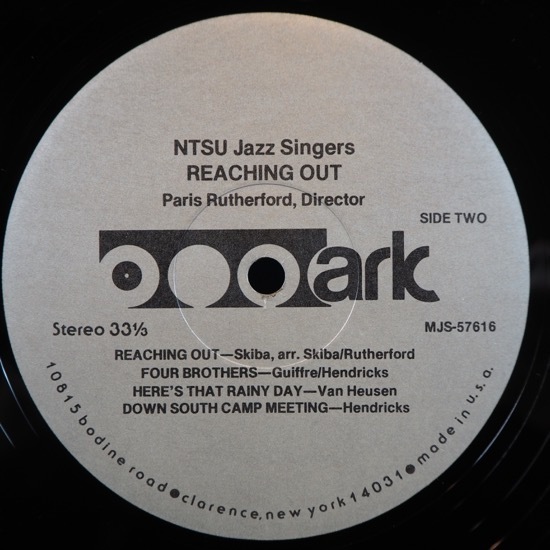 NTSU Jazz Singers
REACHING OUT
Paris Rutherford, Director
SIDE TWO
mark
Stereo 33⅓
MJS-57616
REACHING OUT—Skiba, arr. Skiba/Rutherford
FOUR BROTHERS—Guiffre/Hendricks
HERE'S THAT RAINY DAY—Van Heusen
DOWN SOUTH CAMP MEETING—Hendricks
10815 bodine road●clarence, new york 14031●made in u.s.a.